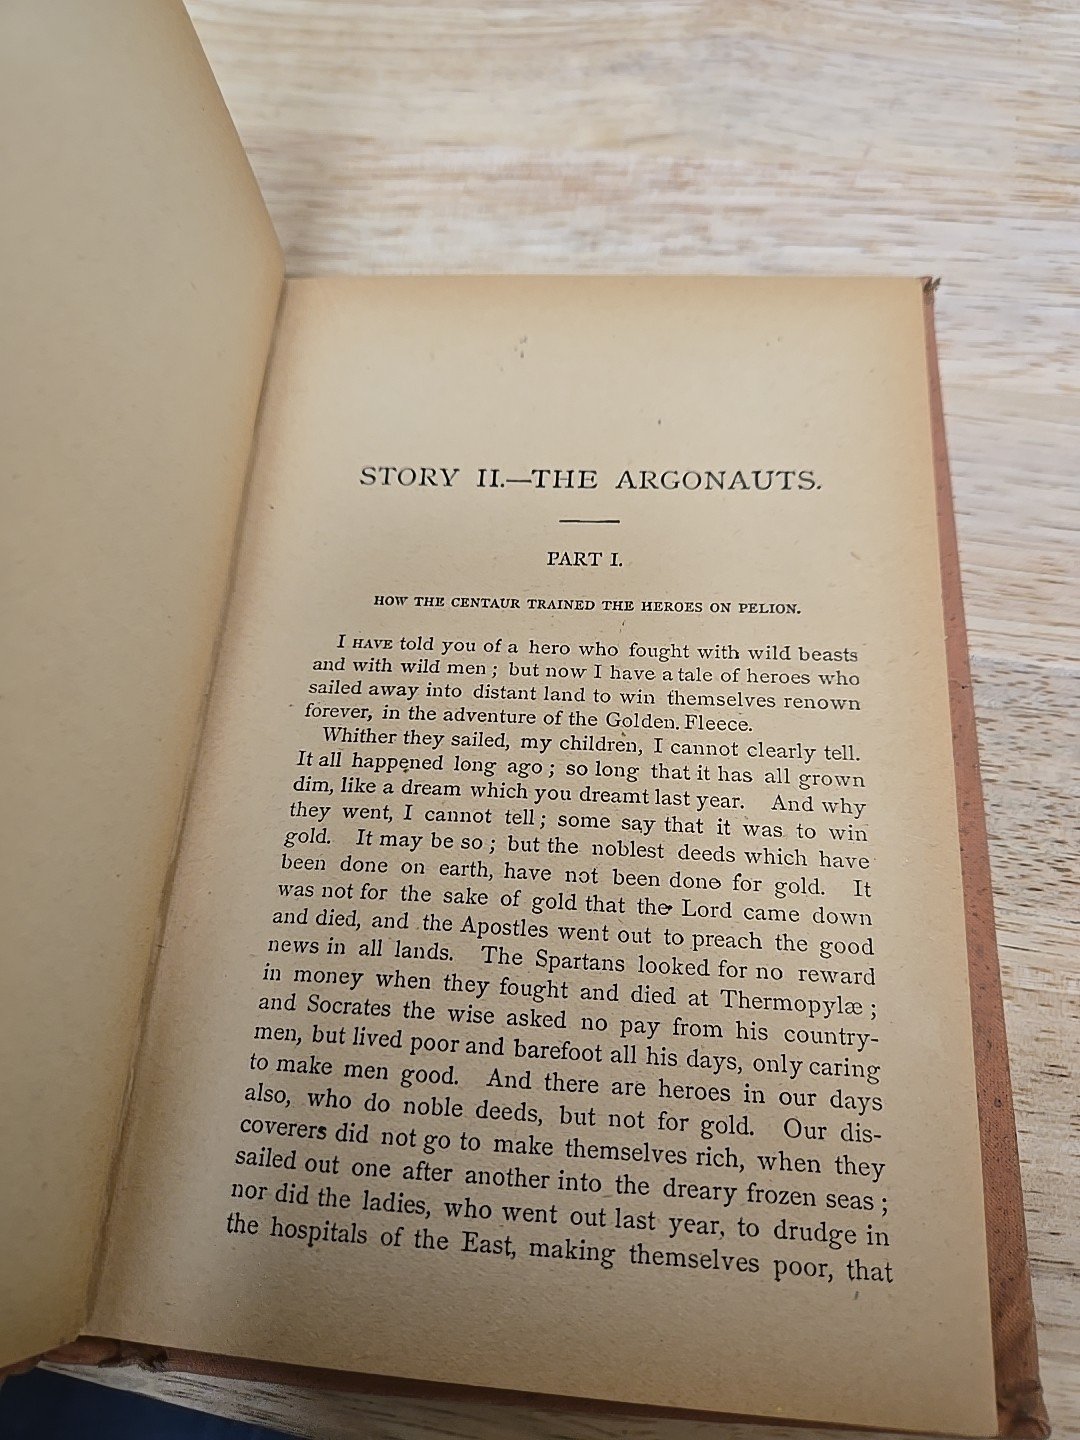 STORY II.—THE ARGONAUTS.
PART I.
HOW THE CENTAUR TRAINED THE HEROES ON PELION.
I HAVE told you of a hero who fought with wild beasts
and with wild men; but now I have a tale of heroes who
sailed away into distant land to win themselves renown
forever, in the adventure of the Golden. Fleece.
Whither they sailed, my children, I cannot clearly tell.
It all happened long ago; so long that it has all grown
dim, like a dream which you dreamt last year. And why
they went, I cannot tell; some say that it was to win
gold. It may be so; but the noblest deeds which have
been done on earth, have not been done for gold. It
was not for the sake of gold that the Lord came down
and died, and the Apostles went out to preach the good
news in all lands. The Spartans looked for no reward
in money when they fought and died at Thermopylæ;
and Socrates the wise asked no pay from his country-
men, but lived poor and barefoot all his days, only caring
to make men good. And there are heroes in our days
also, who do noble deeds, but not for gold. Our dis-
coverers did not go to make themselves rich, when they
sailed out one after another into the dreary frozen seas;
nor did the ladies, who went out last year, to drudge in
the hospitals of the East, making themselves poor, that